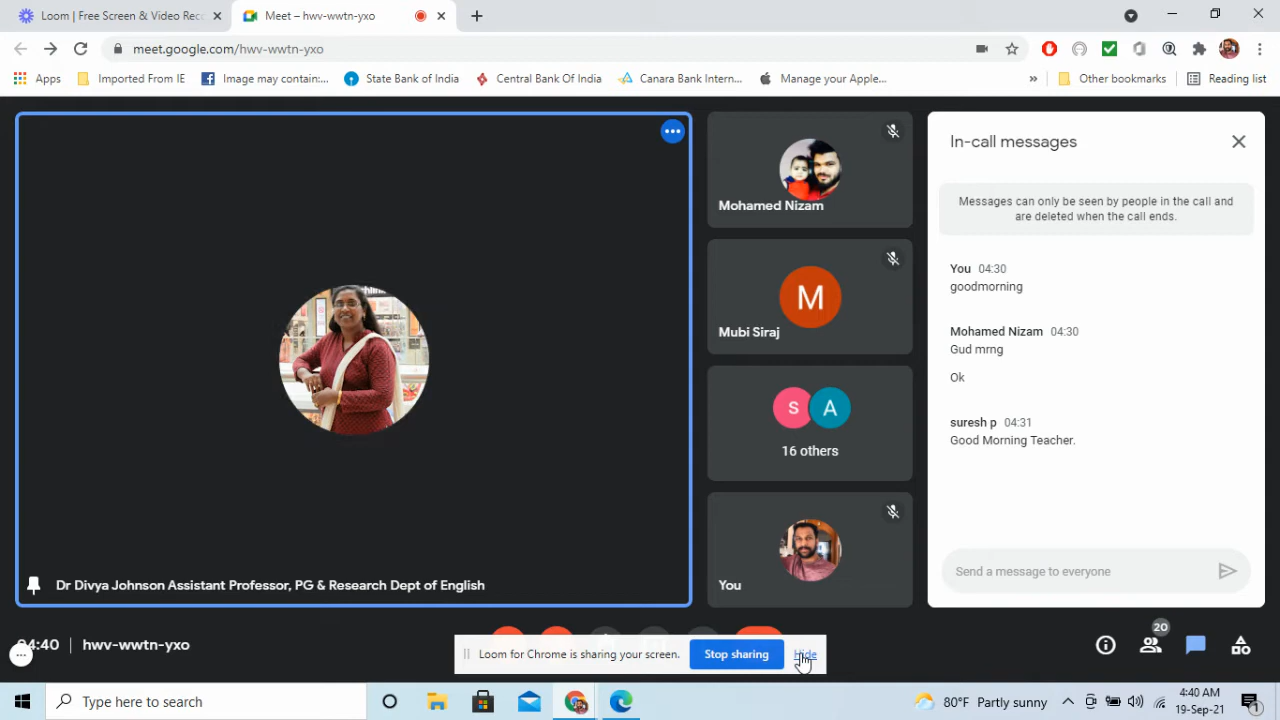 Loom | Free Screen & Video Rec
Meet – hwv-wwtn-yxo
meet.google.com/hwv-wwtn-yxo
Apps
Imported From IE
Image may contain:...
State Bank of India
Central Bank Of India
Canara Bank Intern...
Manage your Apple...
»
Other bookmarks
Reading list
Mohamed Nizam
M
Mubi Siraj
S A
16 others
You
Dr Divya Johnson Assistant Professor, PG & Research Dept of English
In-call messages
Messages can only be seen by people in the call and
are deleted when the call ends.
You 04:30
goodmorning
Mohamed Nizam 04:30
Gud mrng
Ok
suresh p 04:31
Good Morning Teacher.
Send a message to everyone
04:40 hwv-wwtn-yxo
Loom for Chrome is sharing your screen.
Stop sharing
Hide
20
Type here to search
80°F Partly sunny
4:40 AM
19-Sep-21
1